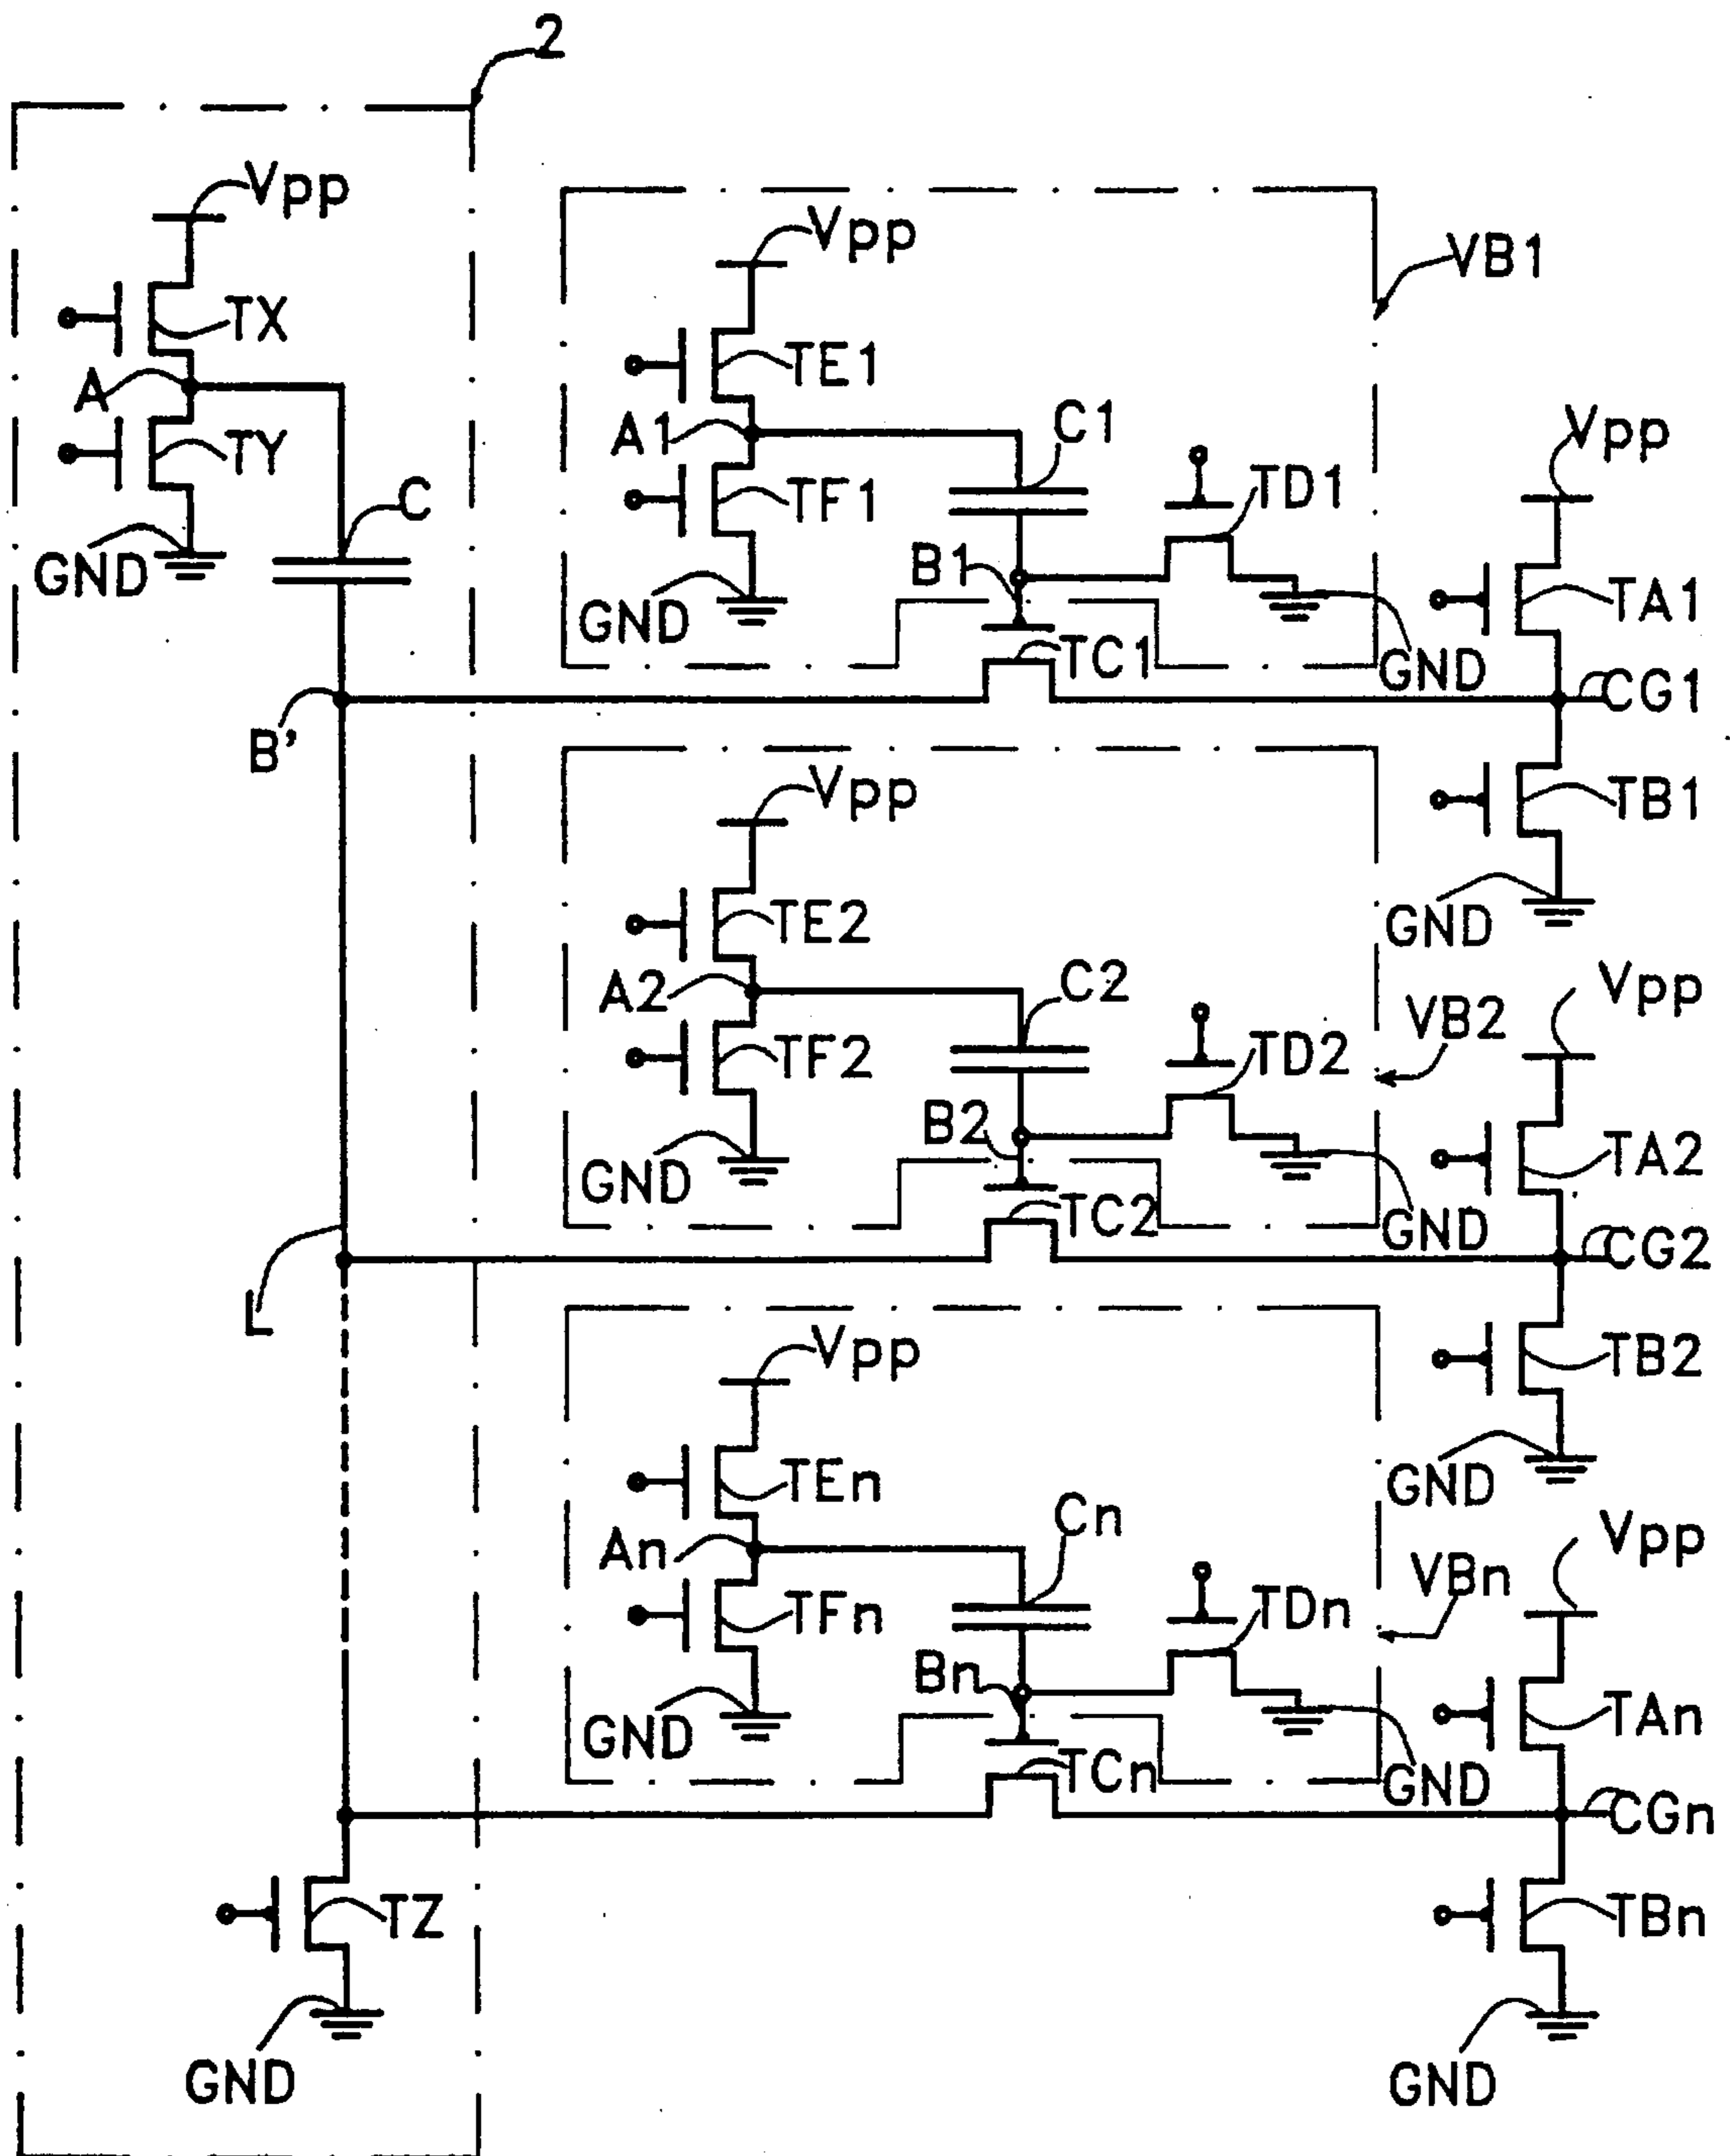 2
Vpp
Vpp
VB1
TX
TE1
A
A1
C1
Vpp
TY
TF1
TD1
C
GND
B1
GND
TA1
TC1
GND
CG1
B'
Vpp
TB1
TE2
GND
A2
C2
Vpp
VB2
TF2
TD2
B2
GND
TA2
TC2
GND
CG2
L
Vpp
TB2
TEn
GND
Cn
An
Vpp
VBn
TFn
TDn
Bn
GND
TAn
TCn
GND
CGn
TZ
TBn
GND
GND